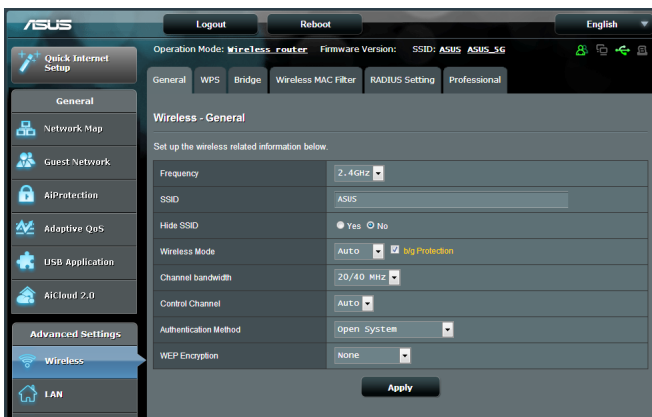 ASUS
Logout
Reboot
English
Quick Internet Setup
Operation Mode: Wireless router Firmware Version: SSID: ASUS ASUS_5G
General
WPS
Bridge
Wireless MAC Filter
RADIUS Setting
Professional
General
Network Map
Guest Network
AiProtection
Adaptive QoS
USB Application
AiCloud 2.0
Advanced Settings
Wireless
LAN
Wireless - General
Set up the wireless related information below.
Frequency 2.4GHz
SSID ASUS
Hide SSID Yes No
Wireless Mode Auto b/g Protection
Channel bandwidth 20/40 MHz
Control Channel Auto
Authentication Method Open System
WEP Encryption None
Apply